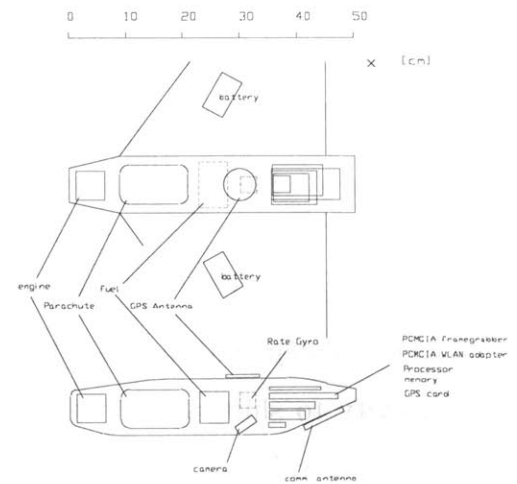 0 10 20 30 40 50
x [cm]
battery
battery
engine
Parachute
Fuel
GPS Antenna
Rate Gyro
PCMCIA Framegrabber
PCMCIA WLAN adapter
Processor
memory
GPS card
camera
comm. antenna